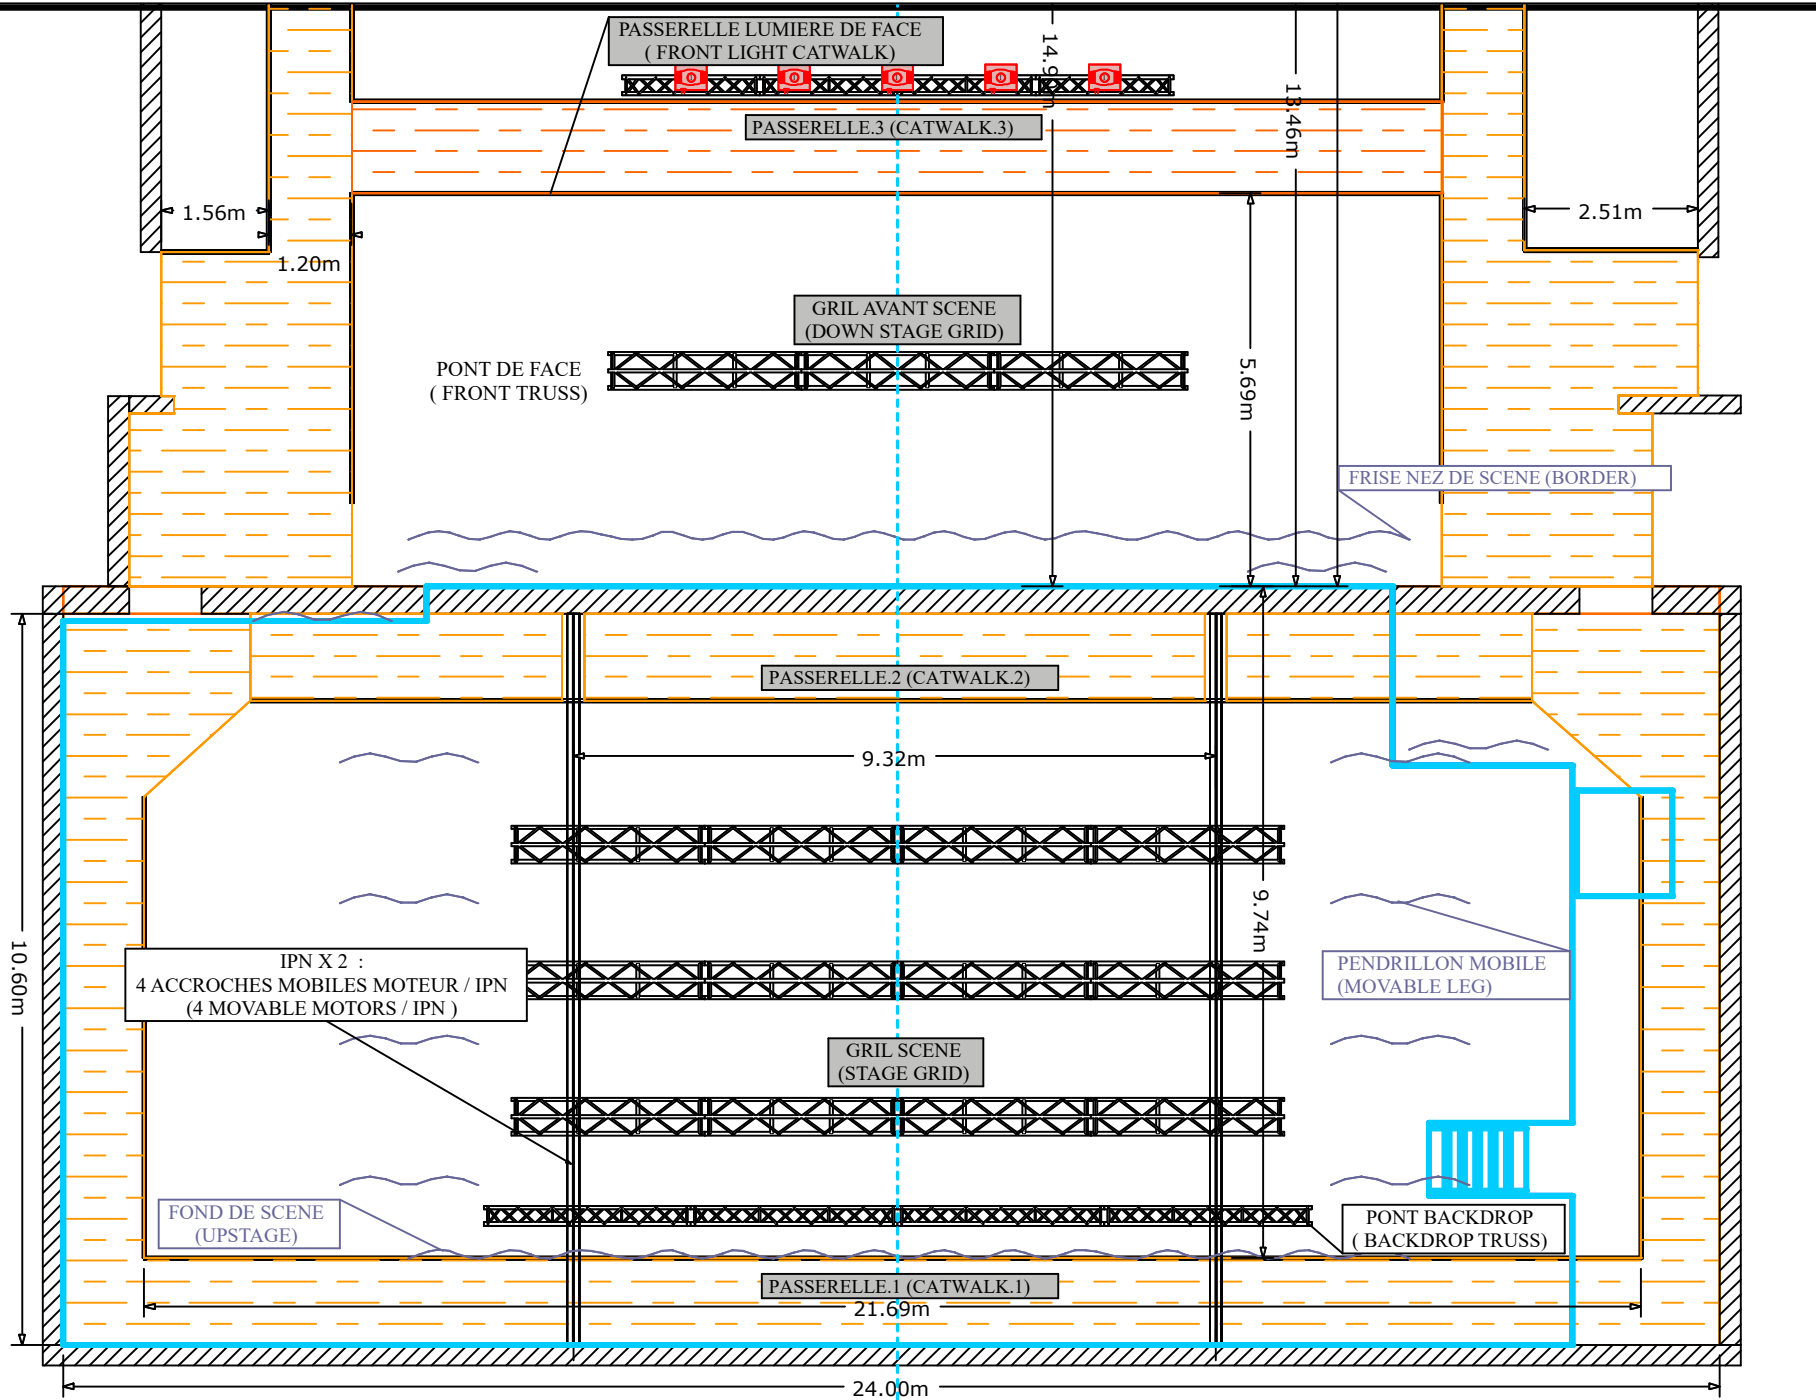 PASSERELLE LUMIERE DE FACE
( FRONT LIGHT CATWALK)
13.46m
PASSERELLE.3 (CATWALK.3)
1.56m
2.51m
1.20m
GRIL AVANT SCENE
(DOWN STAGE GRID)
PONT DE FACE
( FRONT TRUSS)
5.69m
FRISE NEZ DE SCENE (BORDER)
PASSERELLE.2 (CATWALK.2)
9.32m
9.74m
10.60m
IPN X 2 :
4 ACCROCHES MOBILES MOTEUR / IPN
(4 MOVABLE MOTORS / IPN )
PENDRILLON MOBILE
(MOVABLE LEG)
GRIL SCENE
(STAGE GRID)
FOND DE SCENE
(UPSTAGE)
PONT BACKDROP
( BACKDROP TRUSS)
PASSERELLE.1 (CATWALK.1)
21.69m
24.00m